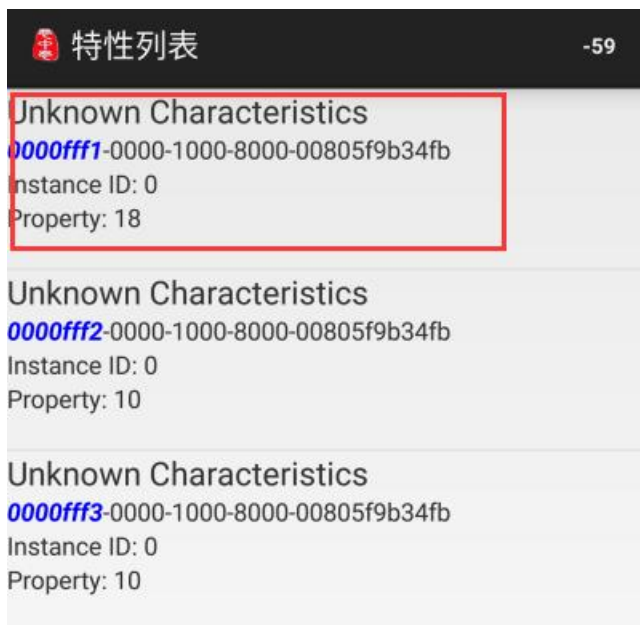 特性列表
-59
Unknown Characteristics
0000fff1-0000-1000-8000-00805f9b34fb
Instance ID: 0
Property: 18
Unknown Characteristics
0000fff2-0000-1000-8000-00805f9b34fb
Instance ID: 0
Property: 10
Unknown Characteristics
0000fff3-0000-1000-8000-00805f9b34fb
Instance ID: 0
Property: 10